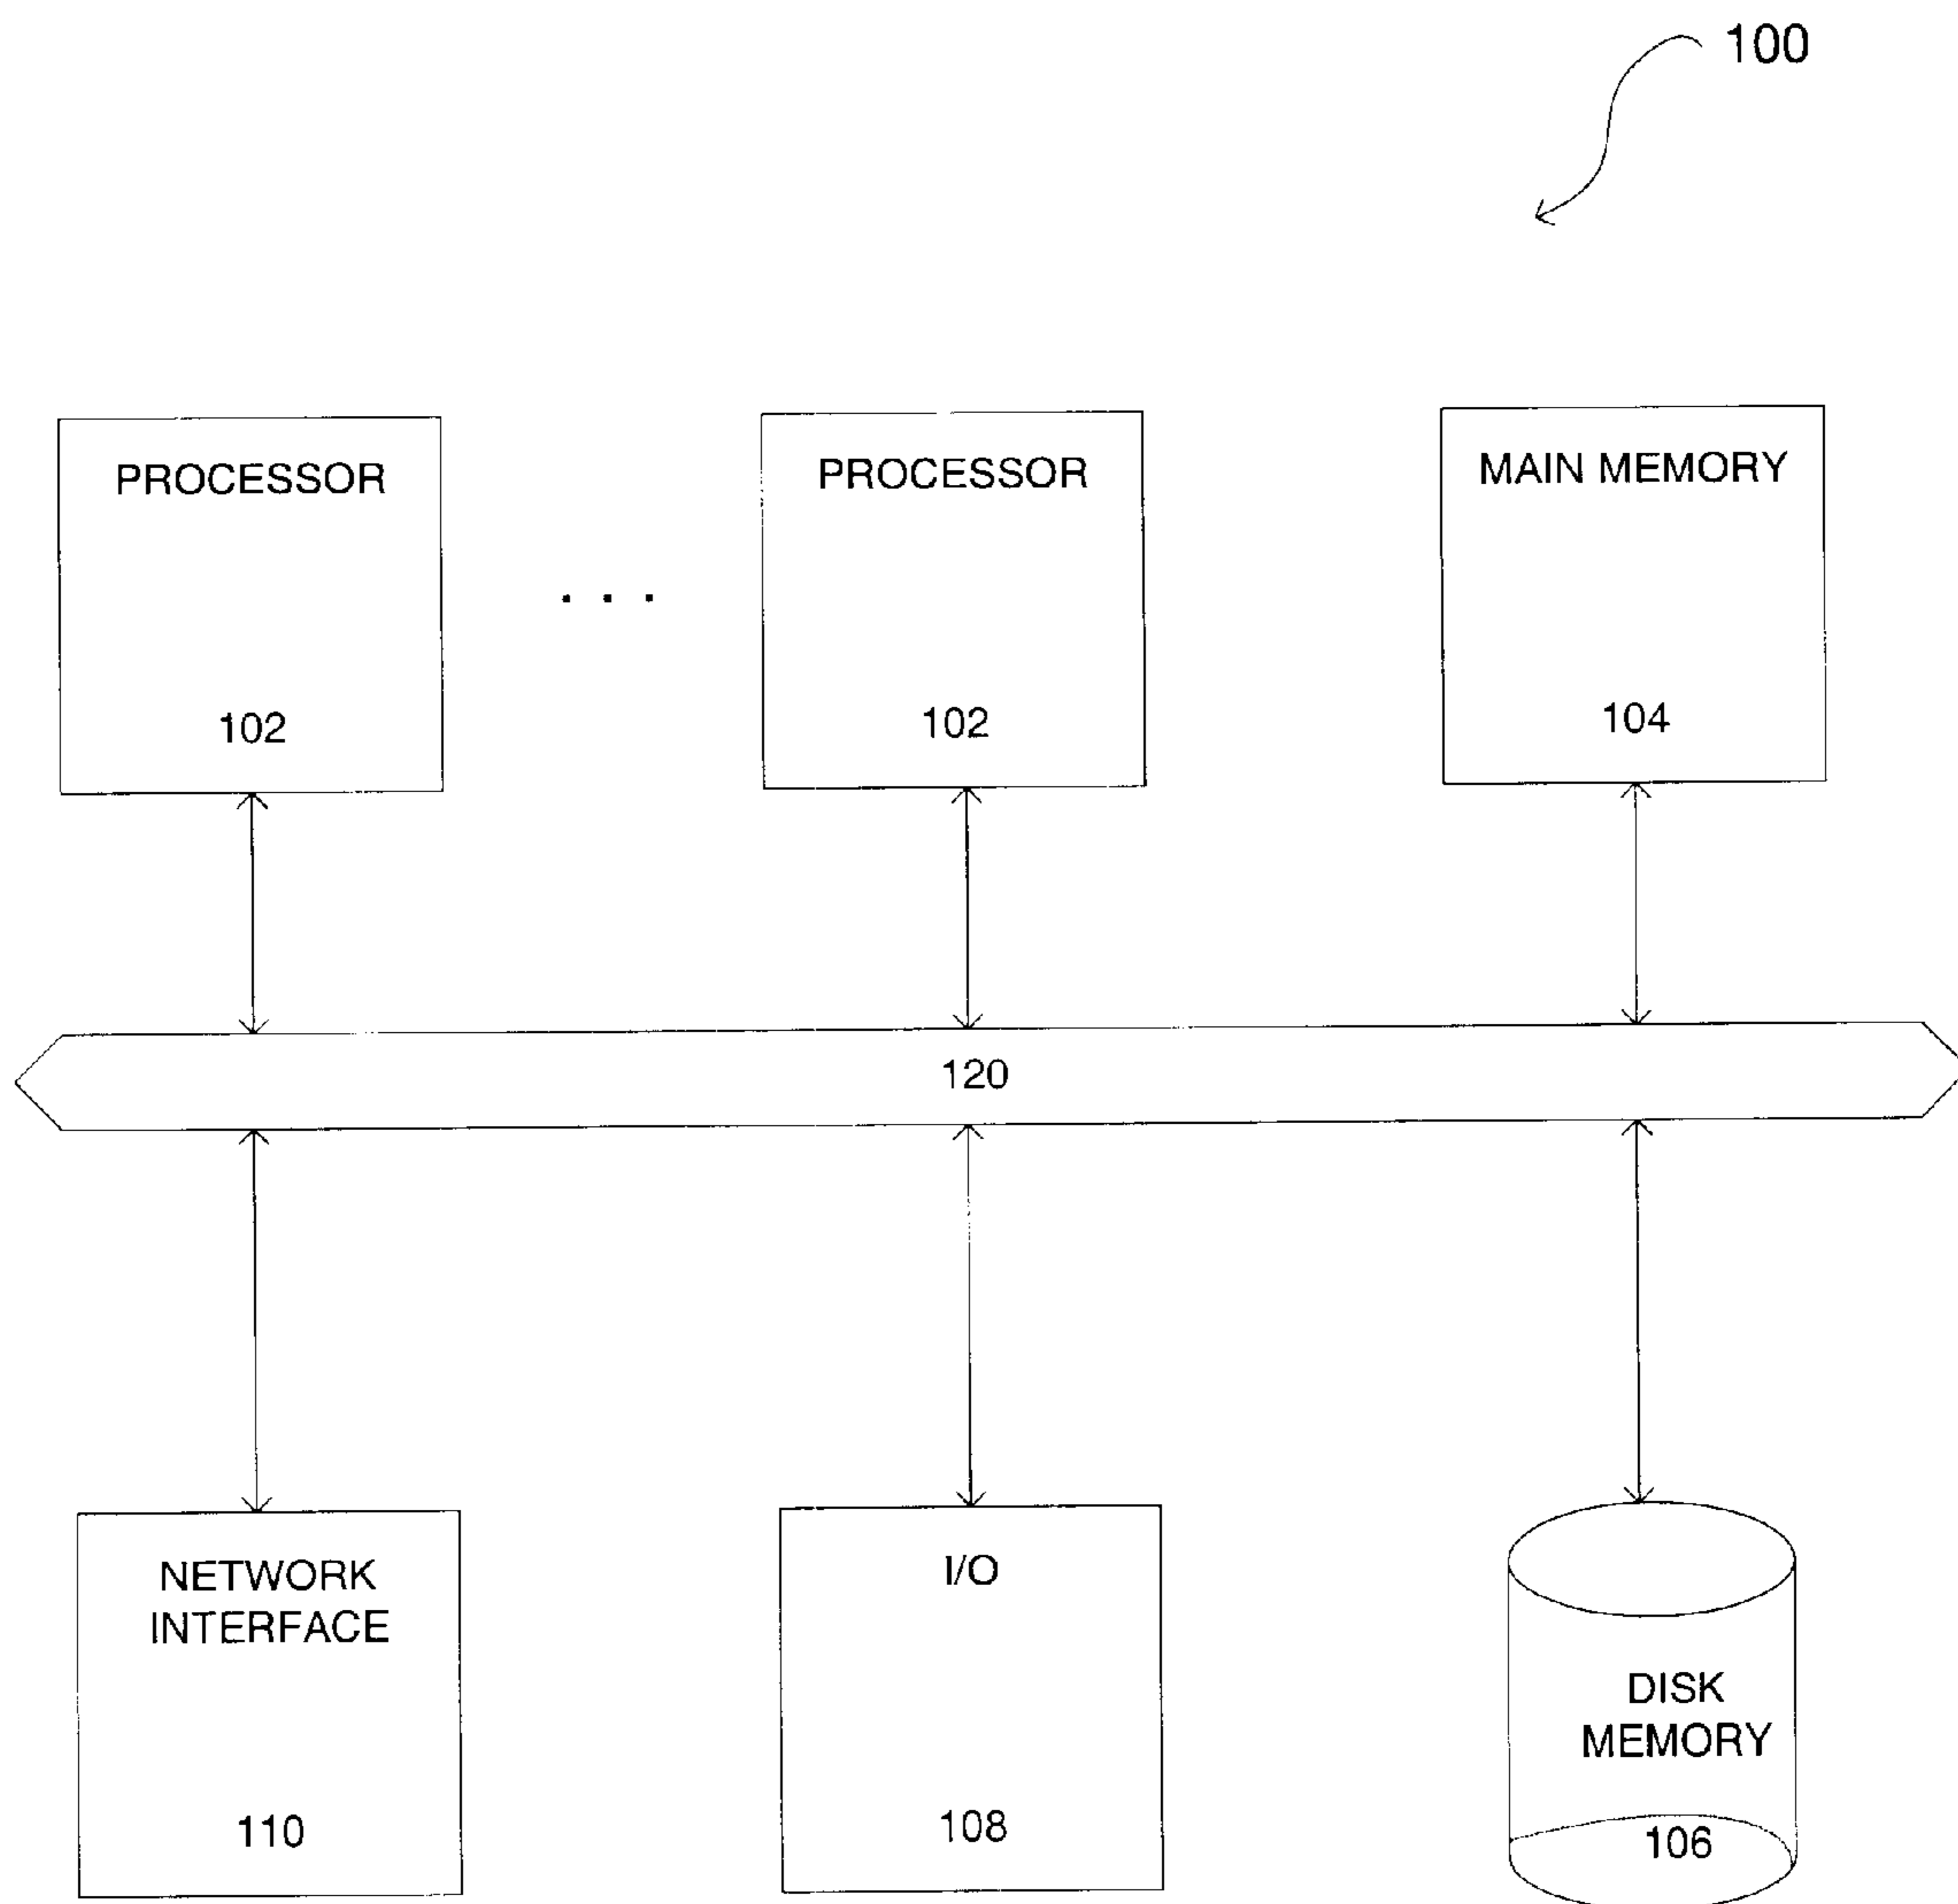 100
PROCESSOR
102
. . .
PROCESSOR
102
MAIN MEMORY
104
120
NETWORK
INTERFACE
110
I/O
108
DISK
MEMORY
106